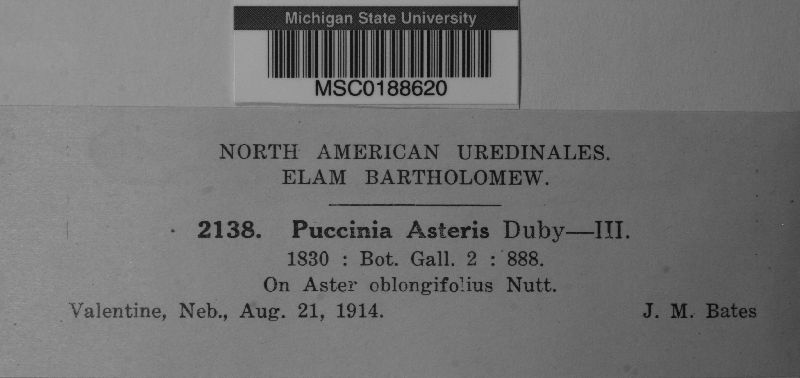 Michigan State University
MSC0188620
NORTH AMERICAN UREDINALES.
ELAM BARTHOLOMEW.
2138. Puccinia Asteris Duby—III.
1830 : Bot. Gall. 2 : 888.
On Aster oblongifolius Nutt.
Valentine, Neb., Aug. 21, 1914. J. M. Bates